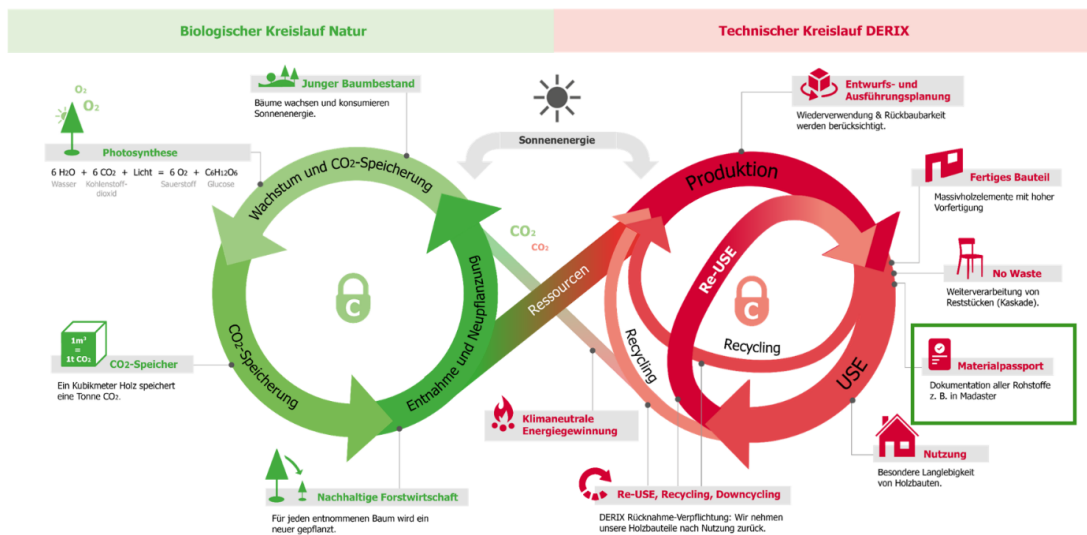 Biologischer Kreislauf Natur
Technischer Kreislauf DERIX
O₂
O₂
Photosynthese
6 H₂O + 6 CO₂ + Licht = 6 O₂ + C₆H₁₂O₆
Wasser Kohlenstoff- Sauerstoff Glucose
dioxid
Junger Baumbestand
Bäume wachsen und konsumieren
Sonnenenergie.
Sonnenenergie
Entwurfs- und
Ausführungsplanung
Wiederverwendung & Rückbaubarkeit
werden berücksichtigt.
Wachstum und CO₂-Speicherung
CO₂-Speicherung
Entnahme und Neupflanzung
C
CO₂
CO₂
Ressourcen
Produktion
Re-USE
C
Recycling
Recycling
USE
Fertiges Bauteil
Massivholzelemente mit hoher
Vorfertigung
No Waste
Weiterverarbeitung von
Reststücken (Kaskade).
1m³
=
1t CO₂
CO₂-Speicher
Ein Kubikmeter Holz speichert
eine Tonne CO₂.
Materialpassport
Dokumentation aller Rohstoffe
z. B. in Madaster
Klimaneutrale
Energiegewinnung
Nutzung
Besondere Langlebigkeit
von Holzbauten.
Nachhaltige Forstwirtschaft
Für jeden entnommenen Baum wird ein
neuer gepflanzt.
Re-USE, Recycling, Downcycling
DERIX Rücknahme-Verpflichtung: Wir nehmen
unsere Holzbauteile nach Nutzung zurück.